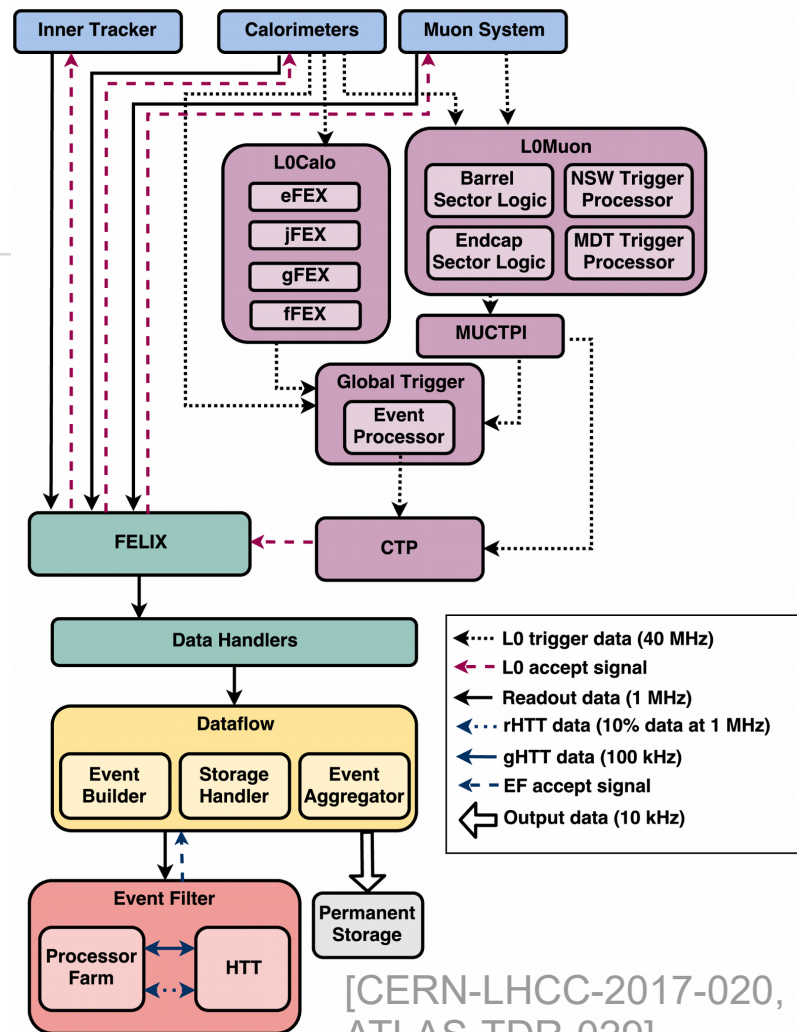 Inner Tracker
Calorimeters
Muon System
L0Calo
eFEX
jFEX
gFEX
fFEX
L0Muon
Barrel
Sector Logic
NSW Trigger
Processor
Endcap
Sector Logic
MDT Trigger
Processor
MUCTPI
Global Trigger
Event
Processor
FELIX
CTP
Data Handlers
Dataflow
Event
Builder
Storage
Handler
Event
Aggregator
L0 trigger data (40 MHz)
L0 accept signal
Readout data (1 MHz)
rHTT data (10% data at 1 MHz)
gHTT data (100 kHz)
EF accept signal
Output data (10 kHz)
Event Filter
Processor
Farm
HTT
Permanent
Storage
[CERN-LHCC-2017-020,
ATLAS-TDR-029]